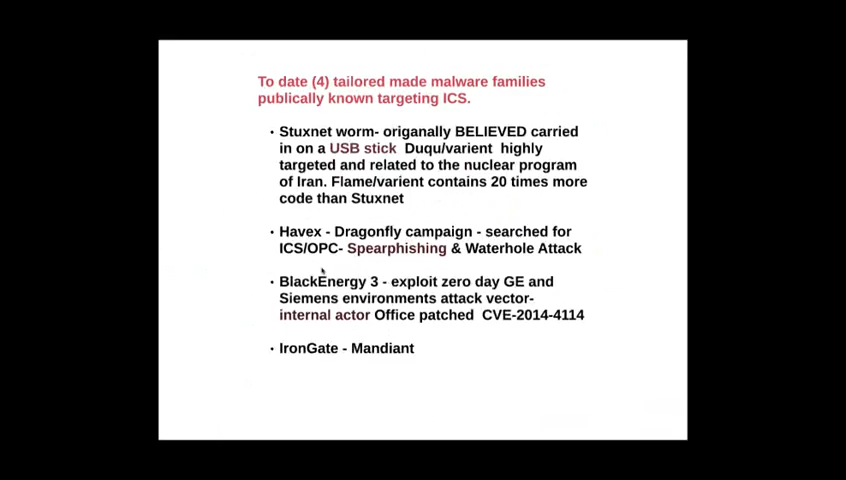 To date (4) tailored made malware families
publically known targeting ICS.
• Stuxnet worm- origanally BELIEVED carried
in on a USB stick Duqu/varient highly
targeted and related to the nuclear program
of Iran. Flame/varient contains 20 times more
code than Stuxnet
• Havex - Dragonfly campaign - searched for
ICS/OPC- Spearphishing & Waterhole Attack
• BlackEnergy 3 - exploit zero day GE and
Siemens environments attack vector-
internal actor Office patched CVE-2014-4114
• IronGate - Mandiant